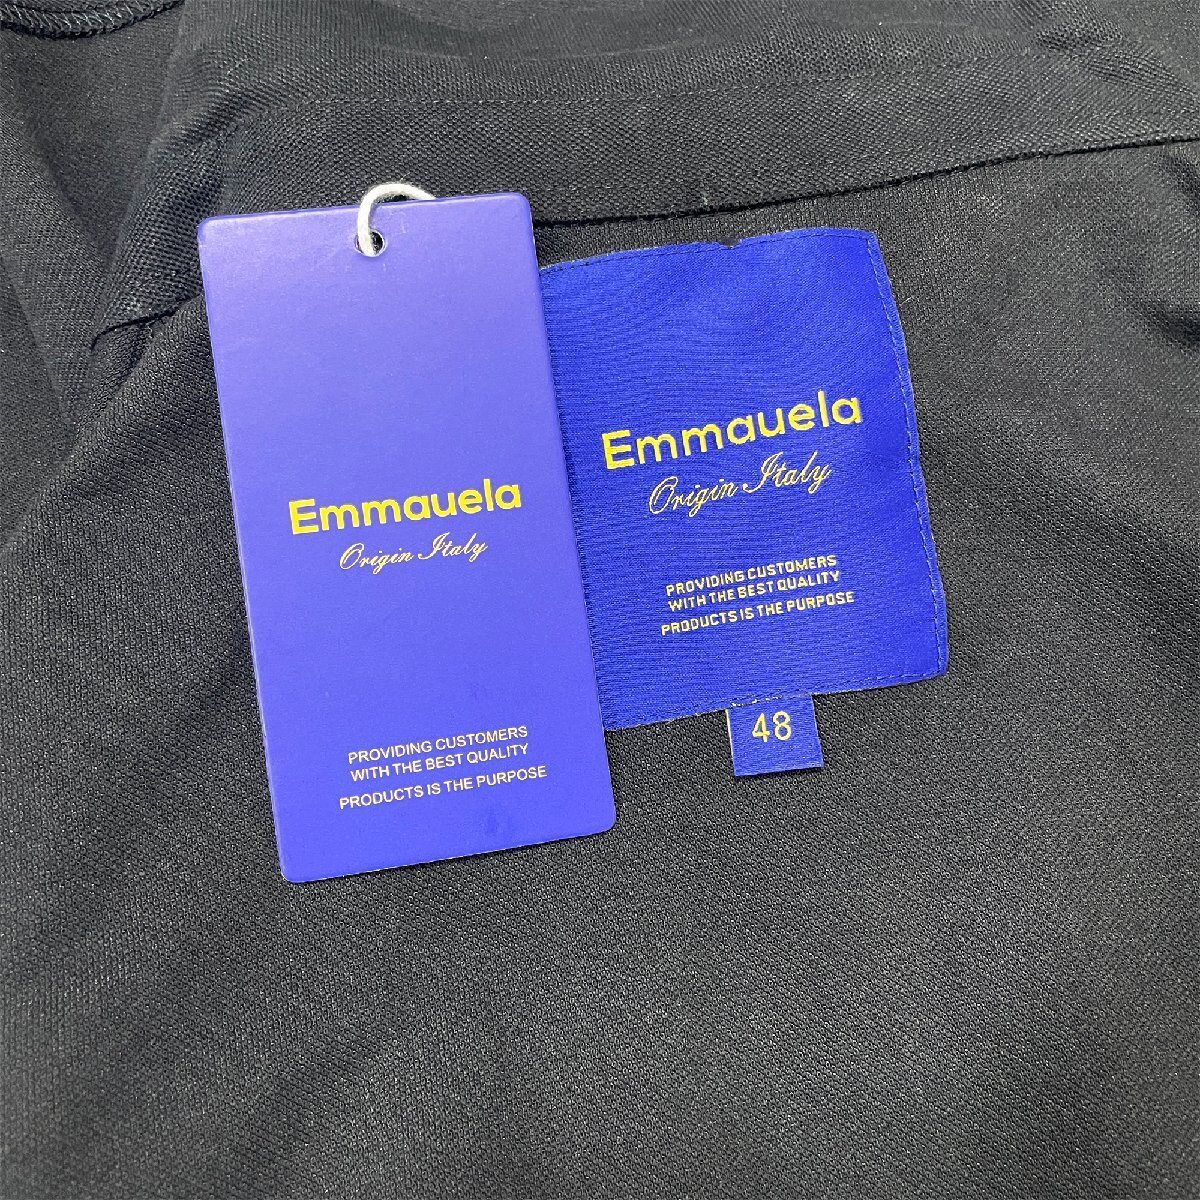 Emmauela
Origin Italy
PROVIDING CUSTOMERS
WITH THE BEST QUALITY
PRODUCTS IS THE PURPOSE
Emmauela
Origin Italy
PROVIDING CUSTOMERS
WITH THE BEST QUALITY
PRODUCTS IS THE PURPOSE
48